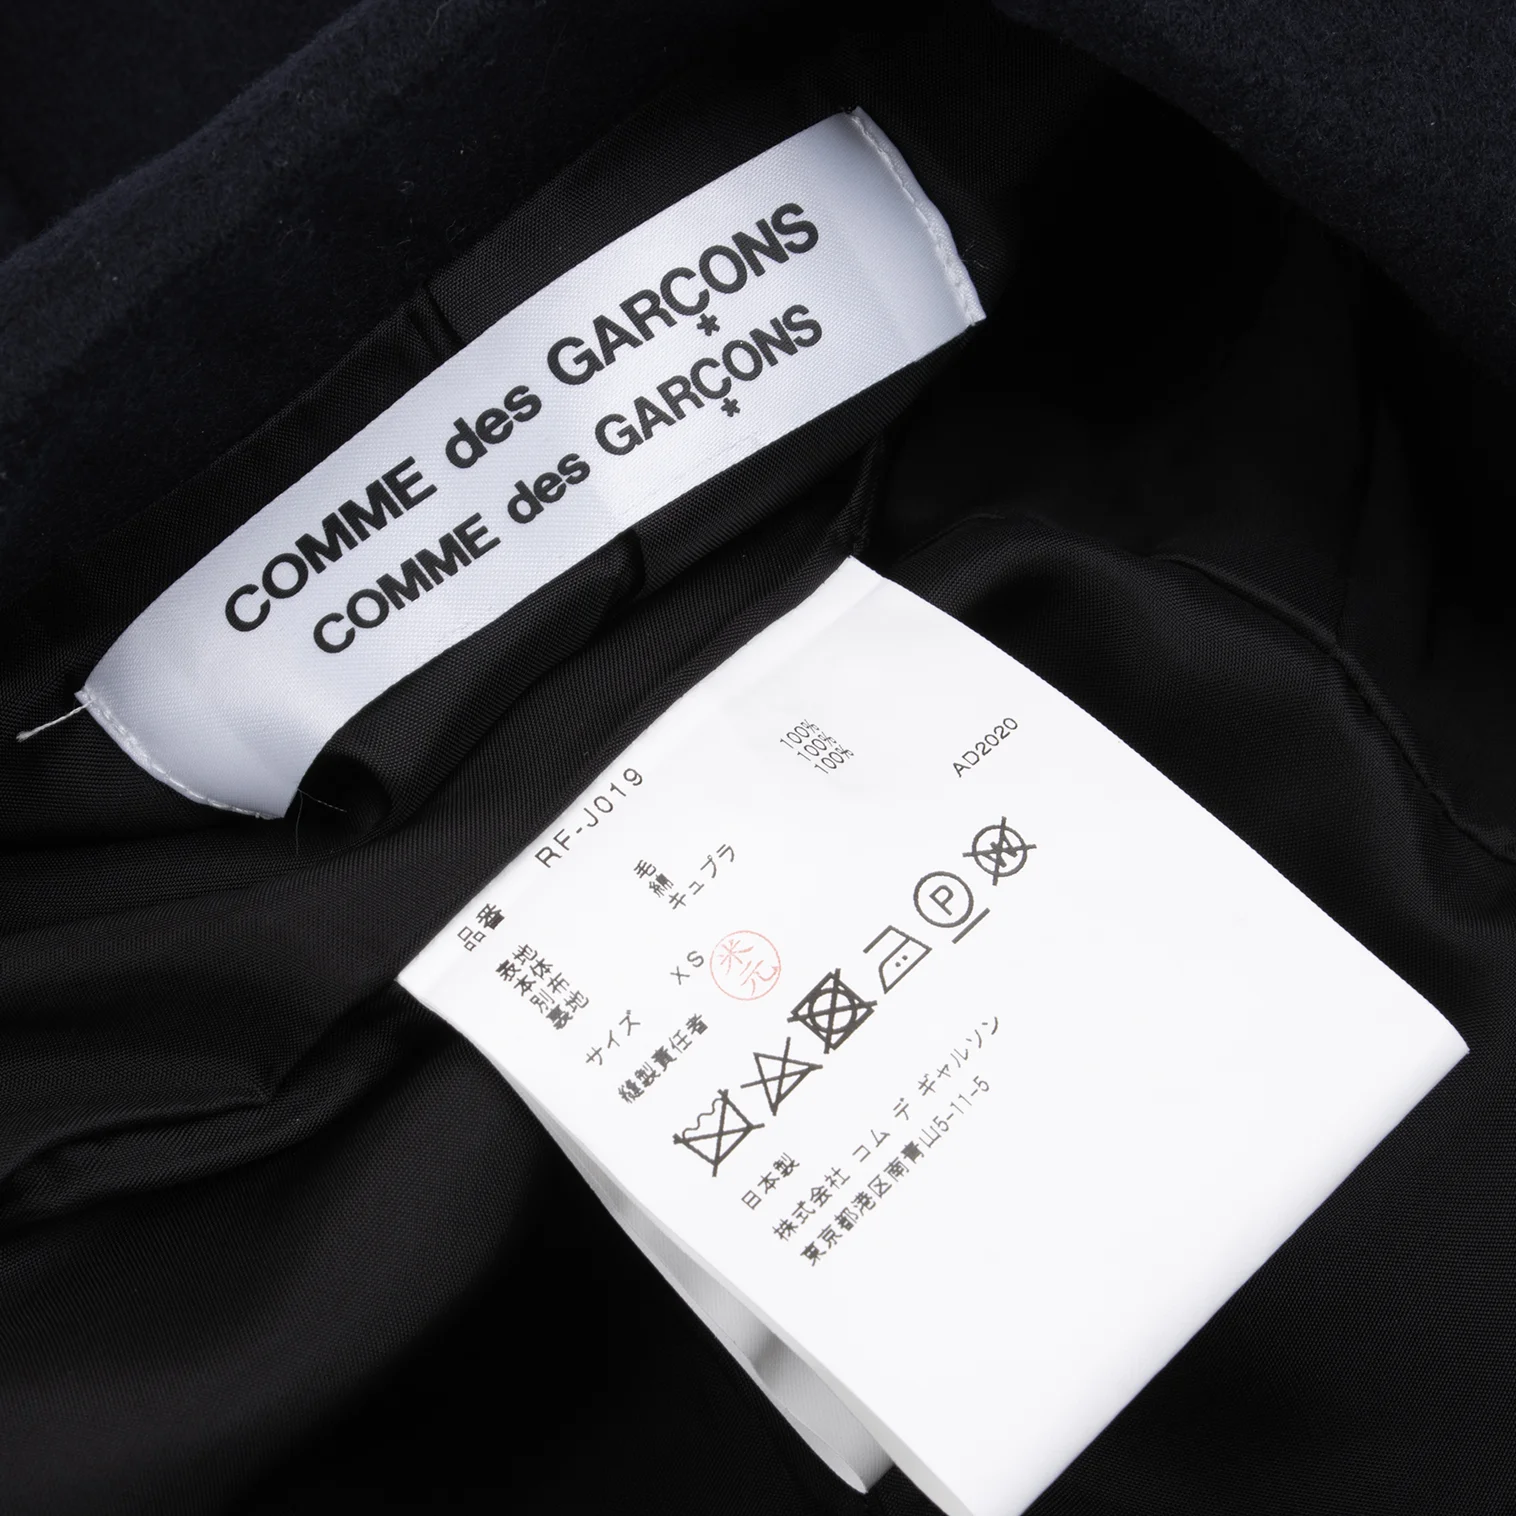 COMME des GARÇONS
COMME des GARÇONS
品番 RF-J019
表地
本体 毛 100%
別布 綿 100%
裏地 キュプラ 100%
サイズ XS
縫製責任者 米元
AD2020
P
W
日本製
株式会社 コム デ ギャルソン
東京都港区南青山5-11-5